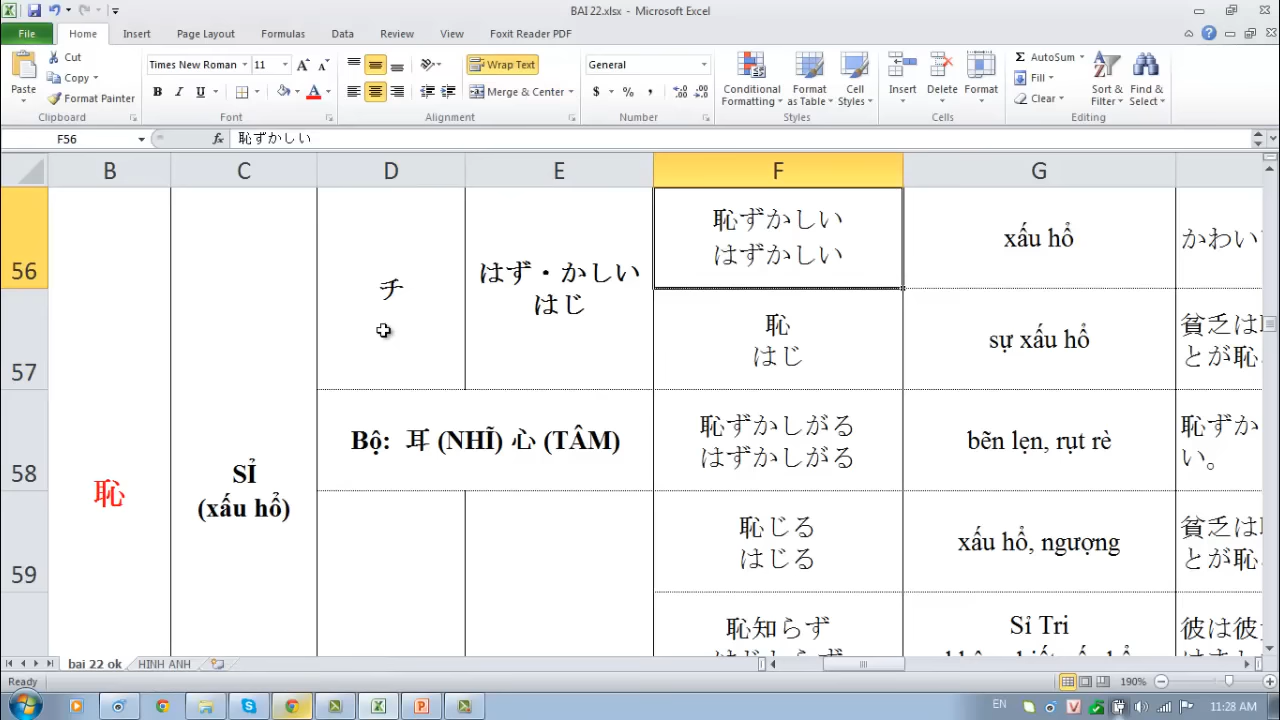 BAI 22.xlsx - Microsoft Excel
File Home Insert Page Layout Formulas Data Review View Foxit Reader PDF
Cut
Copy
Format Painter
Paste
Clipboard
Times New Roman 11
B I U
Font
Wrap Text
Merge & Center
Alignment
General
$ % ,
Number
Conditional Formatting
Format as Table
Cell Styles
Styles
Insert Delete Format
Cells
AutoSum
Fill
Clear
Sort & Filter
Find & Select
Editing
F56 fx 恥ずかしい
B C D E F G
56
恥ずかしい
はずかしい
xấu hổ
チ
はず・かしい
はじ
57
恥
はじ
sự xấu hổ
貧乏は
とが恥
58
Bộ: 耳 (NHĨ) 心 (TÂM)
恥ずかしがる
はずかしがる
bẽn lẹn, rụt rè
恥ずか
い。
恥
SỈ
(xấu hổ)
59
恥じる
はじる
xấu hổ, ngượng
貧乏は
とが恥
恥知らず
Sỉ Tri
彼は彼
bai 22 ok HINH ANH
Ready 190%
EN 11:28 AM